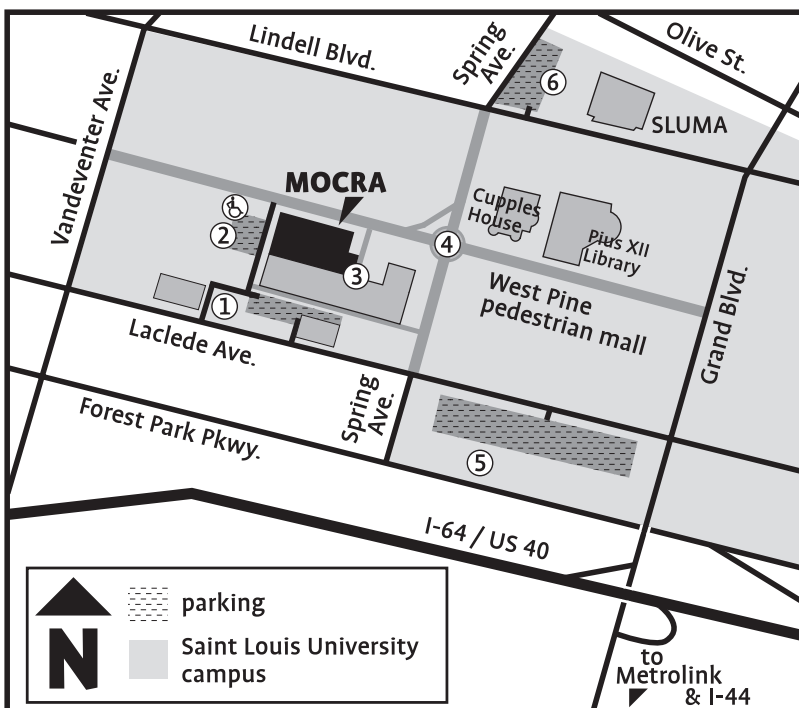 Lindell Blvd.
Spring
Ave.
Olive St.
6
SLUMA
Vandeventer Ave.
MOCRA
2
Cupples
House
4
Pius XII
Library
3
West Pine
pedestrian mall
1
Grand Blvd.
Laclede Ave.
Spring
Ave.
Forest Park Pkwy.
5
I-64 / US 40
parking
N
Saint Louis University
campus
to
Metrolink
& I-44